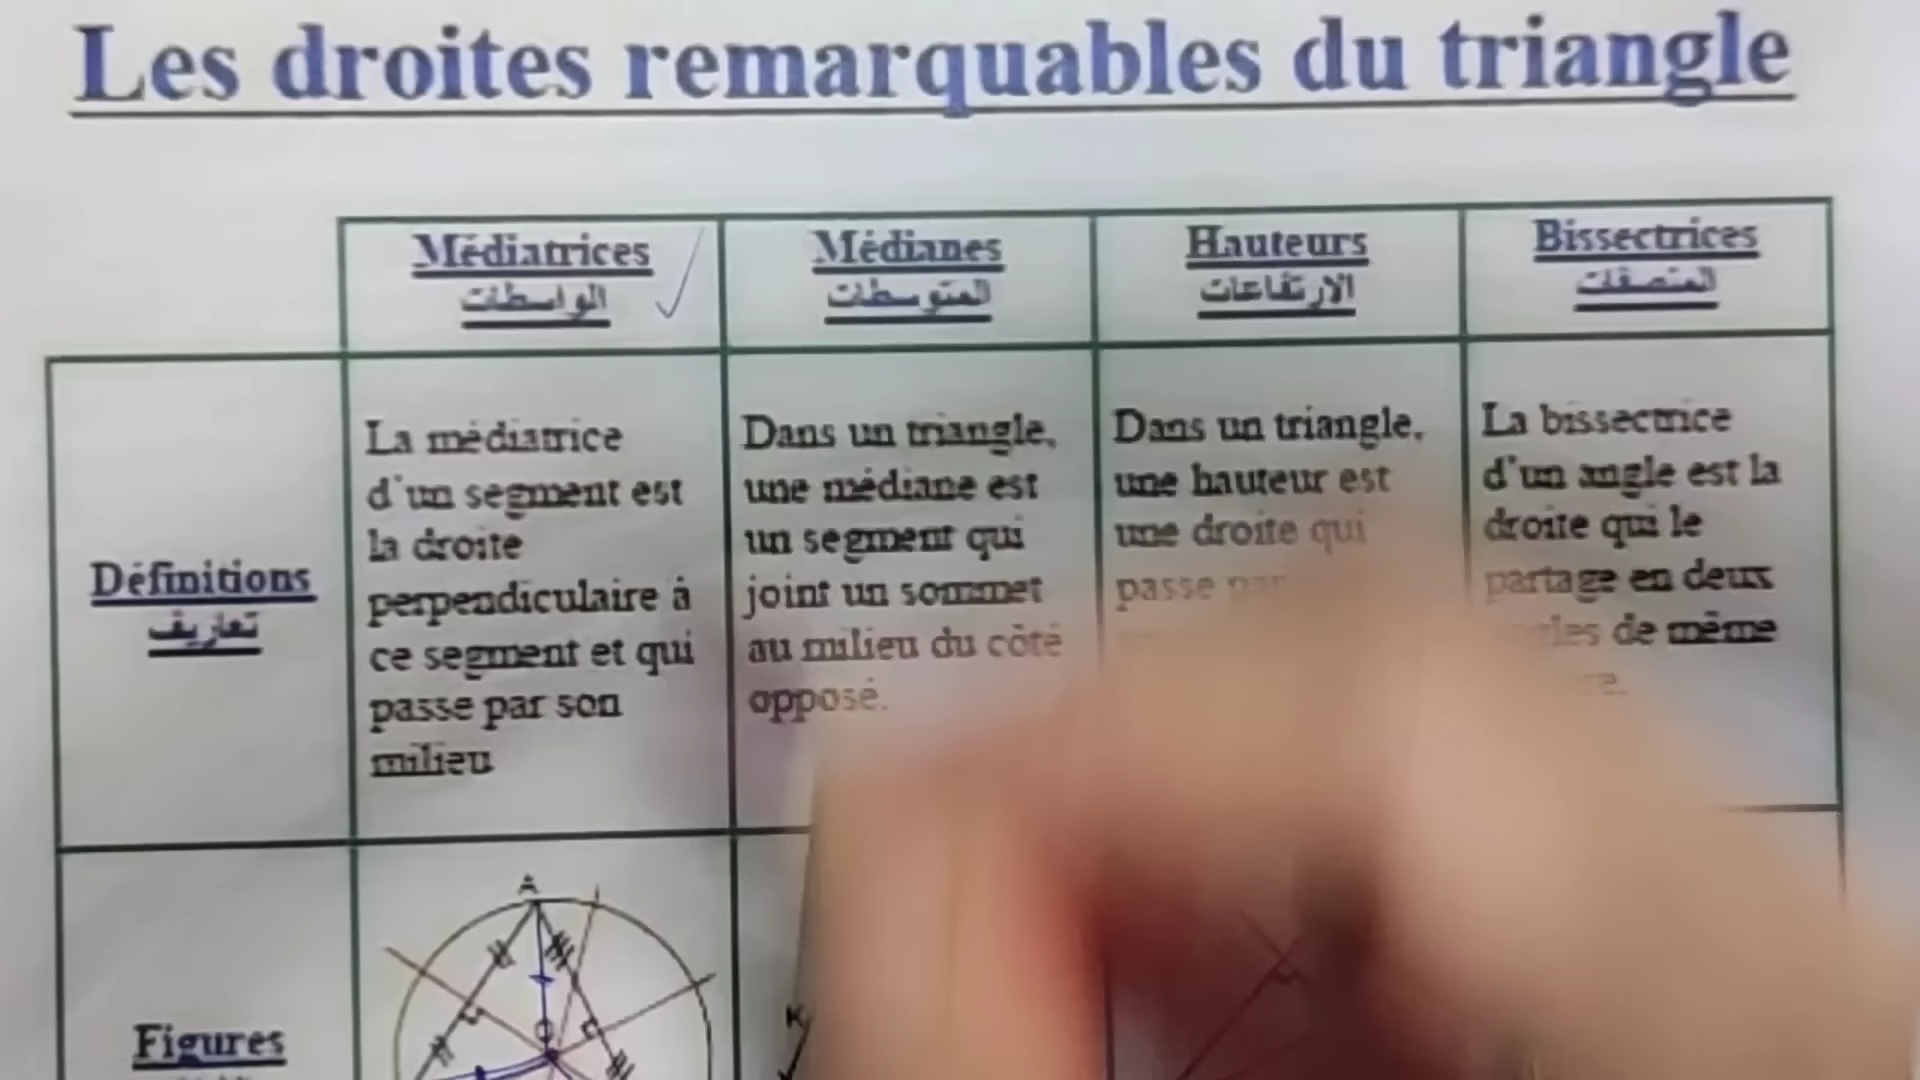 Les droites remarquables du triangle
Médiatrices
الواسطات
Médianes
المتوسطات
Hauteurs
الارتفاعات
Bissectrices
المنصفات
Définitions
تعاريف
La médiatrice
d'un segment est
la droite
perpendiculaire à
ce segment et qui
passe par son
milieu
Dans un triangle,
une médiane est
un segment qui
joint un sommet
au milieu du côté
opposé.
Dans un triangle,
une hauteur est
une droite qui
passe par
La bissectrice
d'un angle est la
droite qui le
partage en deux
de même
Figures
A
O
K